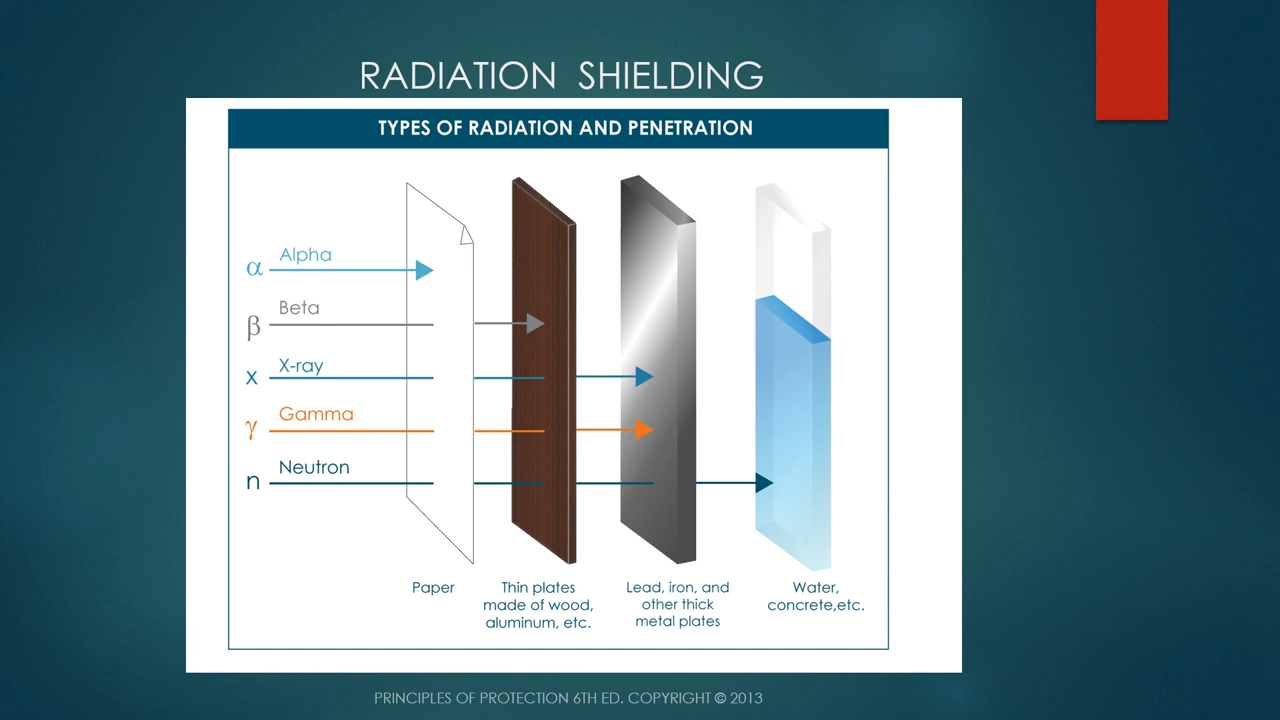 RADIATION SHIELDING
TYPES OF RADIATION AND PENETRATION
α Alpha
β Beta
x X-ray
γ Gamma
n Neutron
Paper
Thin plates
made of wood,
aluminum, etc.
Lead, iron, and
other thick
metal plates
Water,
concrete,etc.
PRINCIPLES OF PROTECTION 6TH ED. COPYRIGHT © 2013